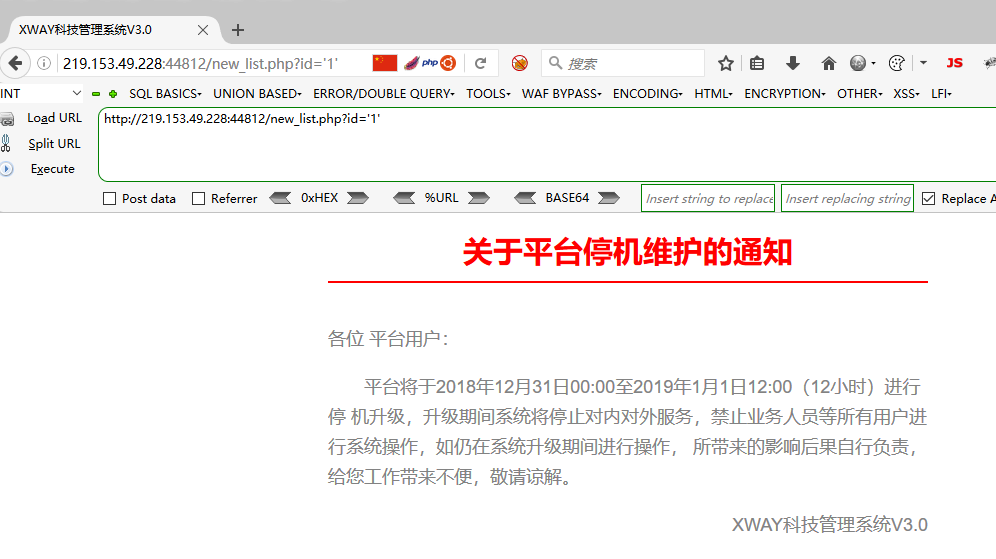 XWAY科技管理系统V3.0
219.153.49.228:44812/new_list.php?id='1'
php
搜索
JS
INT
SQL BASICS
UNION BASED
ERROR/DOUBLE QUERY
TOOLS
WAF BYPASS
ENCODING
HTML
ENCRYPTION
OTHER
XSS
LFI
Load URL
http://219.153.49.228:44812/new_list.php?id='1'
Split URL
Execute
Post data
Referrer
0xHEX
%URL
BASE64
Insert string to replace
Insert replacing string
Replace A
关于平台停机维护的通知
各位 平台用户：
平台将于2018年12月31日00:00至2019年1月1日12:00（12小时）进行
停 机升级，升级期间系统将停止对内对外服务，禁止业务人员等所有用户进
行系统操作，如仍在系统升级期间进行操作， 所带来的影响后果自行负责，
给您工作带来不便，敬请谅解。
XWAY科技管理系统V3.0